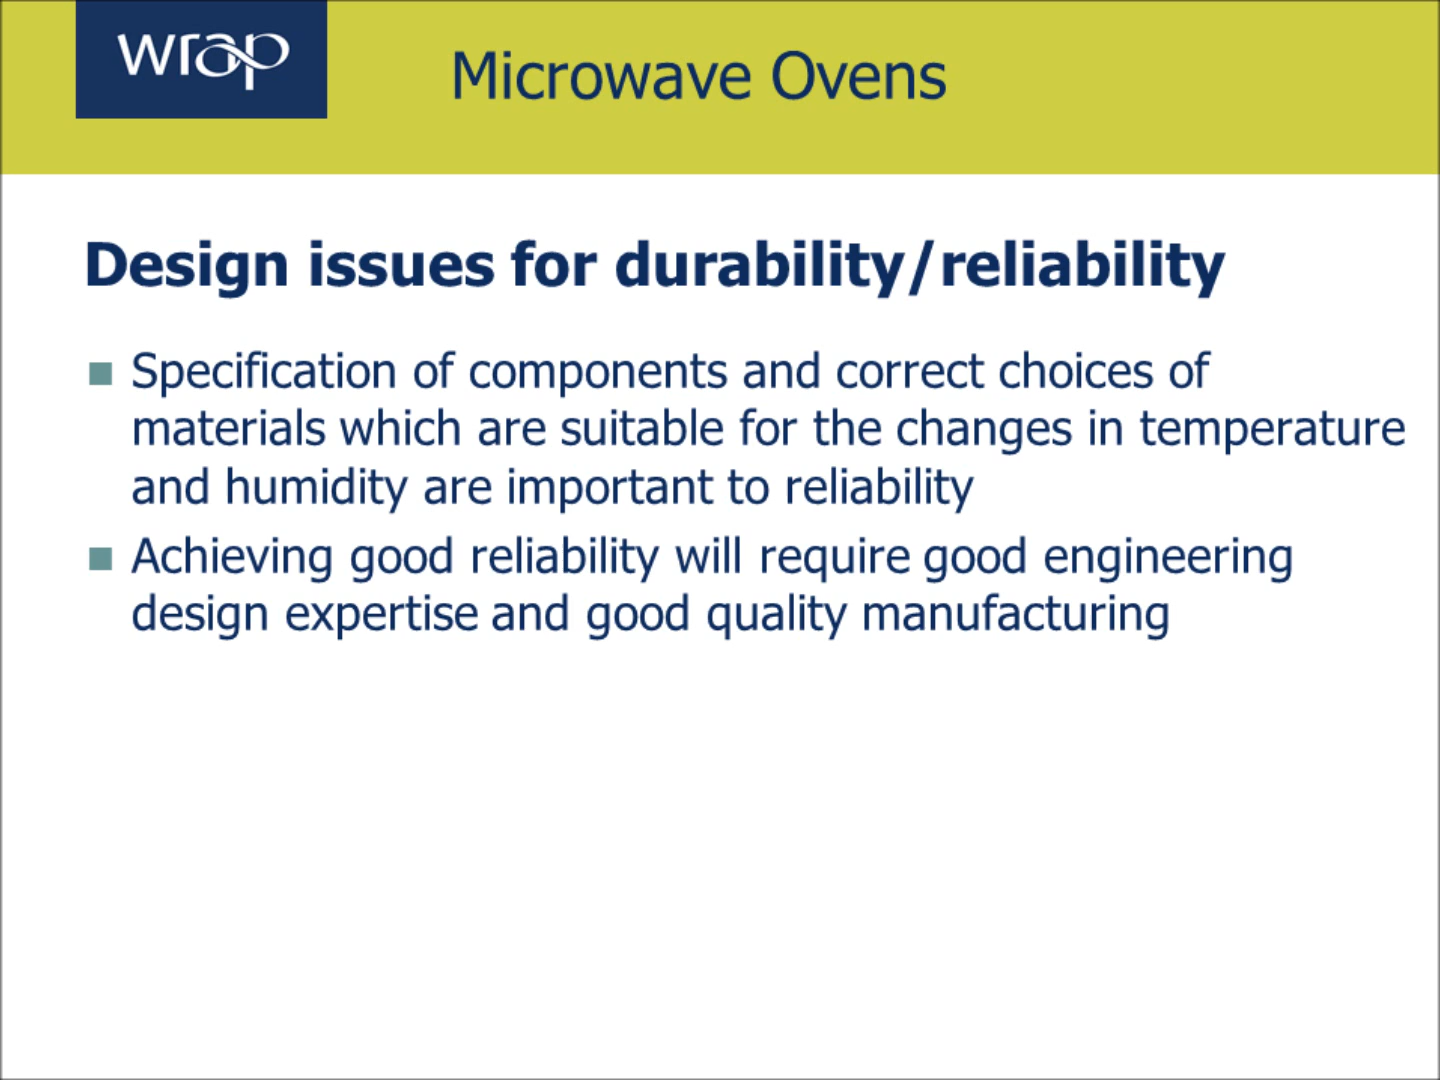 wrap
Microwave Ovens
Design issues for durability/reliability
Specification of components and correct choices of
materials which are suitable for the changes in temperature
and humidity are important to reliability
Achieving good reliability will require good engineering
design expertise and good quality manufacturing